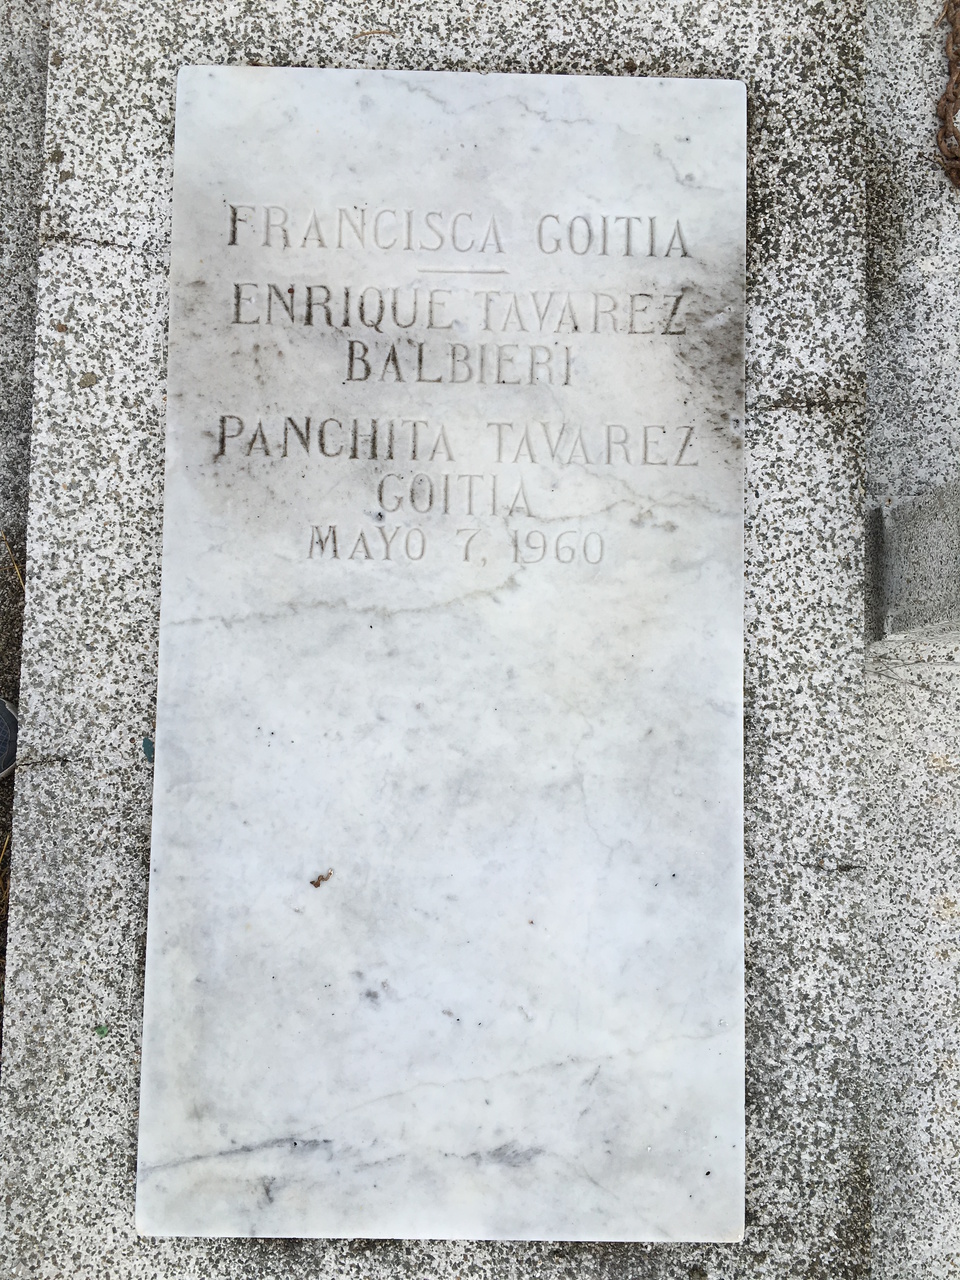 FRANCISCA GOITIA
ENRIQUE TAVAREZ
BALBIERI
PANCHITA TAVAREZ
GOITIA
MAYO 7, 1960